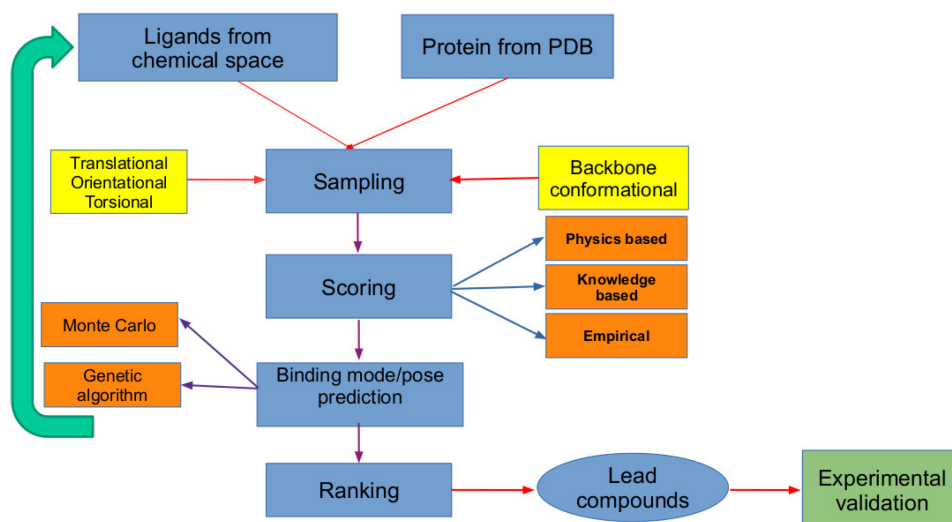 Ligands from
chemical space
Protein from PDB
Translational
Orientational
Torsional
Sampling
Backbone
conformational
Physics based
Scoring
Knowledge
based
Empirical
Monte Carlo
Genetic
algorithm
Binding mode/pose
prediction
Ranking
Lead
compounds
Experimental
validation